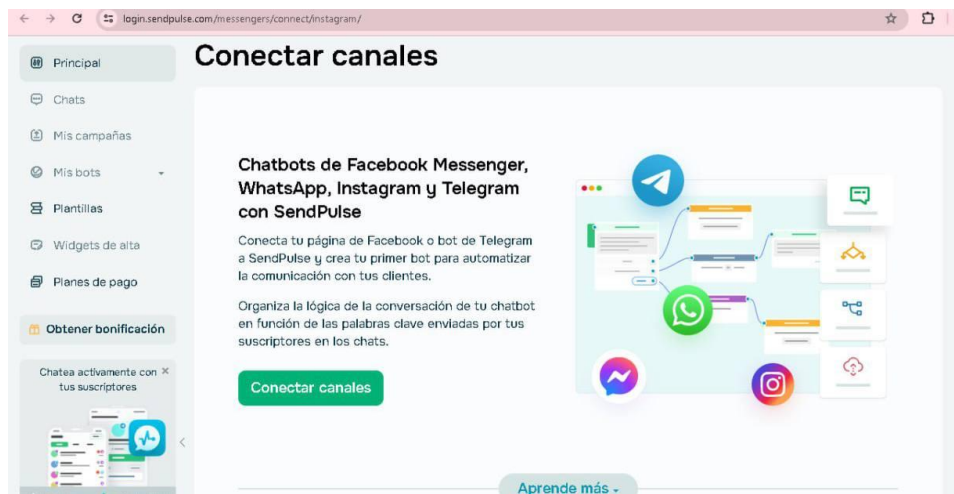 login.sendpulse.com/messengers/connect/instagram/
Principal
Chats
Mis campañas
Mis bots
Plantillas
Widgets de alta
Planes de pago
Obtener bonificación
Chatea activamente con
tus suscriptores
Conectar canales
Chatbots de Facebook Messenger,
WhatsApp, Instagram y Telegram
con SendPulse
Conecta tu página de Facebook o bot de Telegram
a SendPulse y crea tu primer bot para automatizar
la comunicación con tus clientes.
Organiza la lógica de la conversación de tu chatbot
en función de las palabras clave enviadas por tus
suscriptores en los chats.
Conectar canales
Aprende más